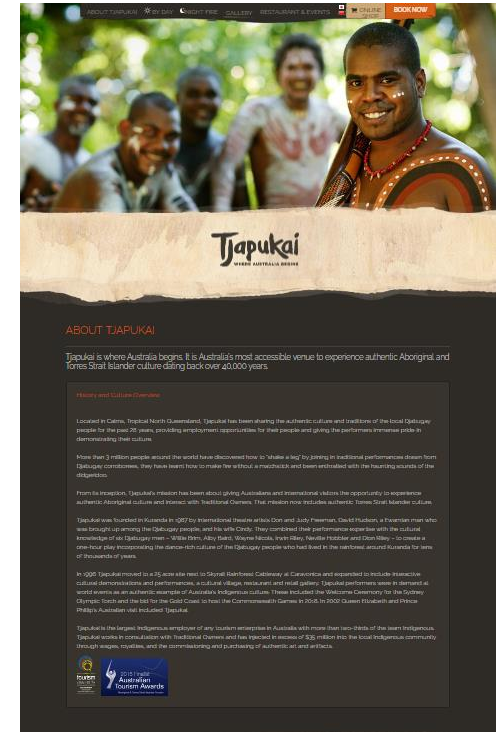 ABOUT TJAPUKAI BY DAY NIGHT FIRE GALLERY RESTAURANT & EVENTS ONLINE SHOP BOOK NOW
Tjapukai
WHERE AUSTRALIA BEGINS
ABOUT TJAPUKAI
Tjapukai is where Australia begins. It is Australia's most accessible venue to experience authentic Aboriginal and
Torres Strait Islander culture dating back over 40,000 years.
History and Culture Overview
Located in Cairns, Tropical North Queensland, Tjapukai has been sharing the authentic culture and traditions of the local Djabugay
people for the past 28 years, providing employment opportunities for their people and giving the performers immense pride in
demonstrating their culture.
More than 3 million people around the world have discovered how to "shake a leg" by joining in traditional performances drawn from
Djabugay corroborees, they have learnt how to make fire without a matchstick and been enthralled with the haunting sounds of the
didgeridoo.
From its inception, Tjapukai's mission has been about giving Australians and international visitors the opportunity to experience
authentic Aboriginal culture and interact with Traditional Owners. That mission now includes authentic Torres Strait Islander culture.
Tjapukai was founded in Kuranda in 1987 by international theatre artists Don and Judy Freeman, David Hudson, a Ewamian man who
was brought up among the Djabugay people, and his wife Cindy. They combined their performance expertise with the cultural
knowledge of six Djabugay men – Willie Brim, Alby Baird, Wayne Nicols, Irwin Riley, Neville Hobbler and Dion Riley – to create a
one-hour play incorporating the dance-rich culture of the Djabugay people who had lived in the rainforest around Kuranda for tens
of thousands of years.
In 1996 Tjapukai moved to a 25 acre site next to Skyrail Rainforest Cableway at Caravonica and expanded to include interactive
cultural demonstrations and performances, a cultural village, restaurant and retail gallery. Tjapukai performers were in demand at
world events as an authentic example of Australia's Indigenous culture. These included the Welcome Ceremony for the Sydney
Olympic Torch and the bid for the Gold Coast to host the Commonwealth Games in 2018. In 2002 Queen Elizabeth and Prince
Phillip's Australian visit included Tjapukai.
Tjapukai is the largest Indigenous employer of any tourism enterprise in Australia with more than two-thirds of the team Indigenous.
Tjapukai works in consultation with Traditional Owners and has injected in excess of $35 million into the local Indigenous community
through wages, royalties, and the commissioning and purchasing of authentic art and artifacts.
tourism
2015 Finalist
Australian
Tourism Awards